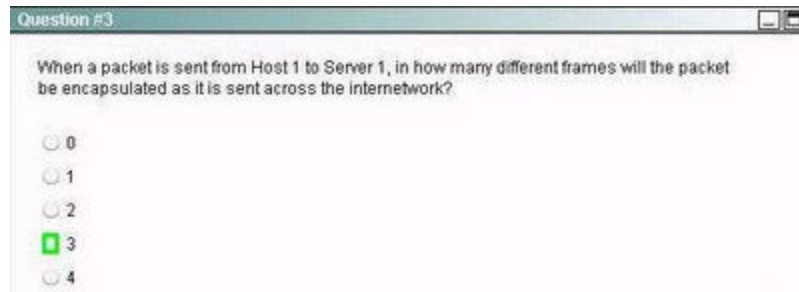 Question #3
When a packet is sent from Host 1 to Server 1, in how many different frames will the packet
be encapsulated as it is sent across the internetwork?
0
1
2
3
4